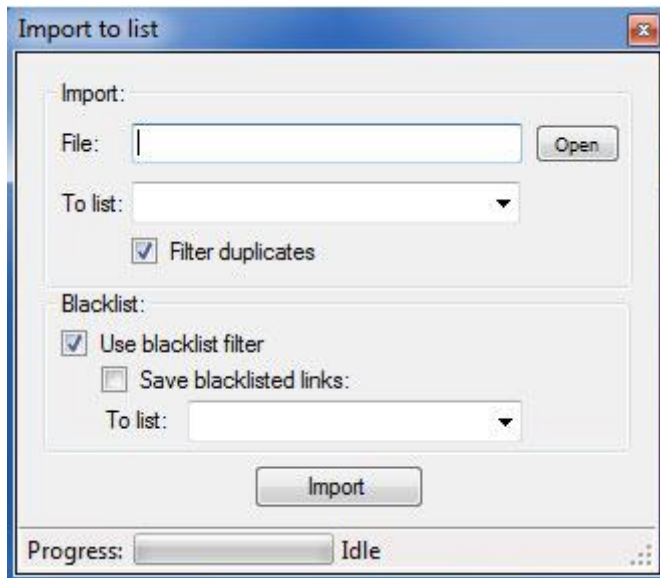 Import to list
Import:
File: Open
To list:
Filter duplicates
Blacklist:
Use blacklist filter
Save blacklisted links:
To list:
Import
Progress: Idle